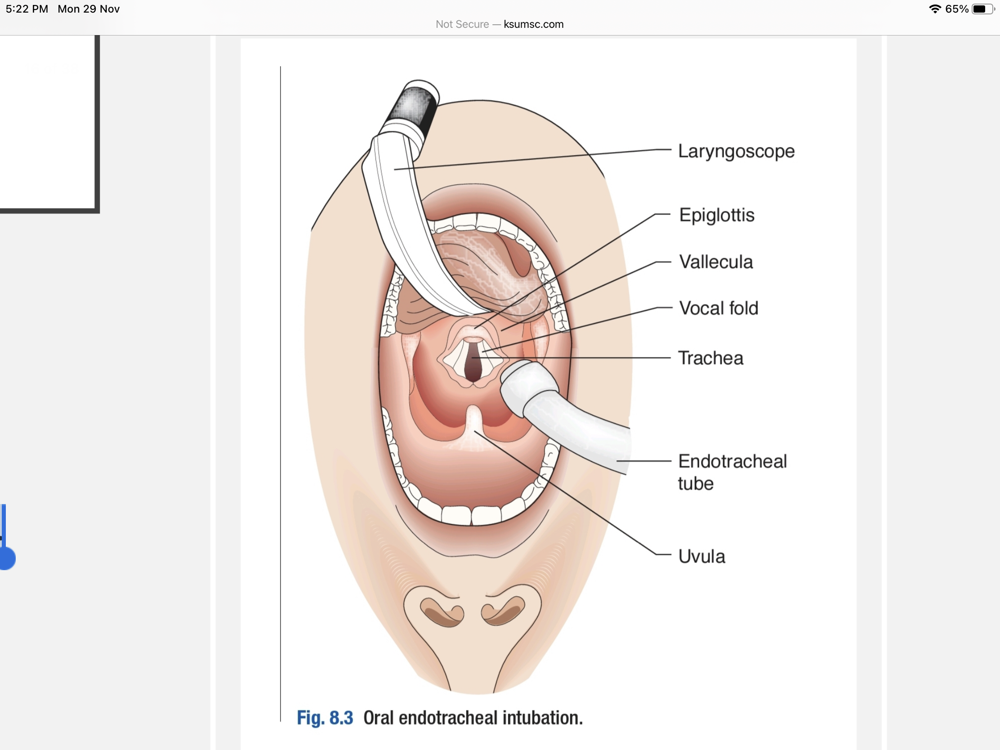 5:22 PM Mon 29 Nov
65%
Not Secure — ksumsc.com
Laryngoscope
Epiglottis
Vallecula
Vocal fold
Trachea
Endotracheal
tube
Uvula
Fig. 8.3 Oral endotracheal intubation.